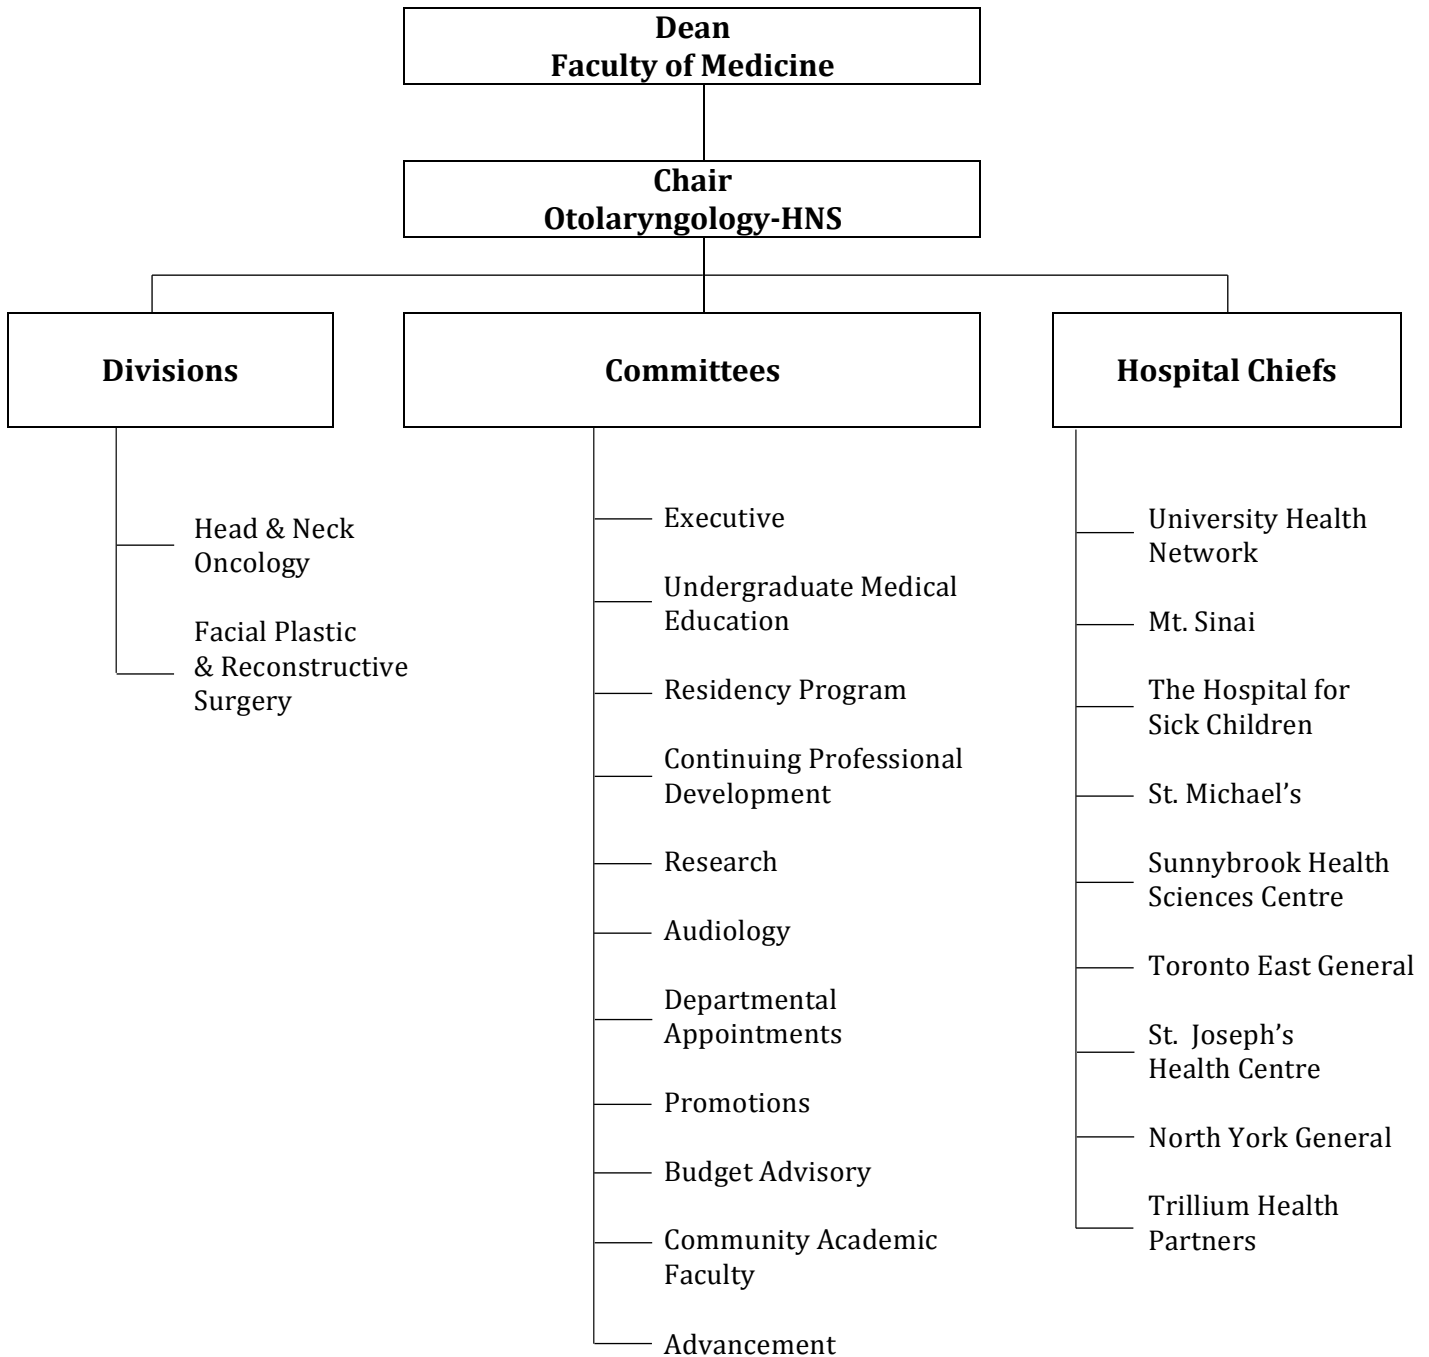 Dean
Faculty of Medicine
Chair
Otolaryngology-HNS
Divisions
Head & Neck
Oncology
Facial Plastic
& Reconstructive
Surgery
Committees
Executive
Undergraduate Medical
Education
Residency Program
Continuing Professional
Development
Research
Audiology
Departmental
Appointments
Promotions
Budget Advisory
Community Academic
Faculty
Advancement
Hospital Chiefs
University Health
Network
Mt. Sinai
The Hospital for
Sick Children
St. Michael’s
Sunnybrook Health
Sciences Centre
Toronto East General
St.  Joseph’s
Health Centre
North York General
Trillium Health
Partners